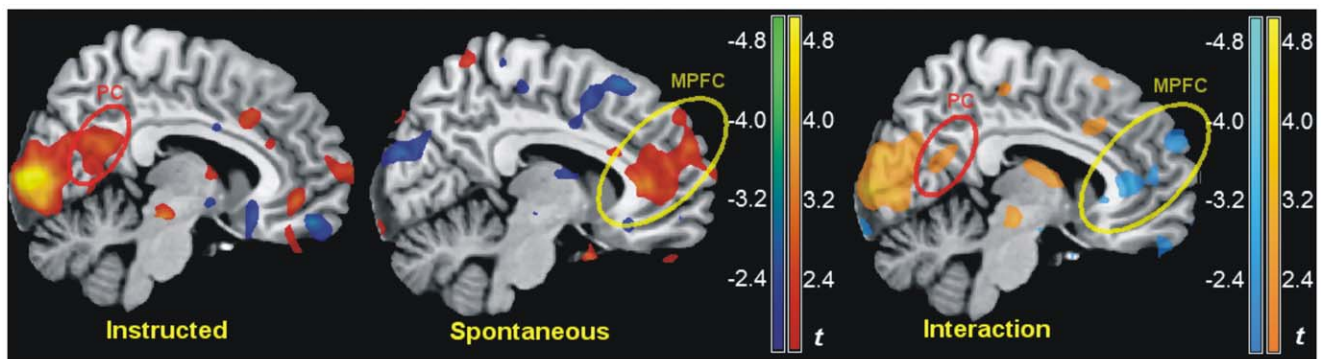 PC
Instructed
MPFC
Spontaneous
-4.8 4.8
-4.0 4.0
-3.2 3.2
-2.4 2.4
t
PC
MPFC
Interaction
-4.8 4.8
-4.0 4.0
-3.2 3.2
-2.4 2.4
t